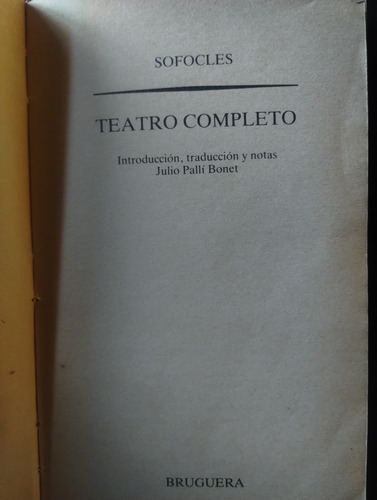 SOFOCLES
TEATRO COMPLETO
Introducción, traducción y notas
Julio Pallí Bonet
BRUGUERA